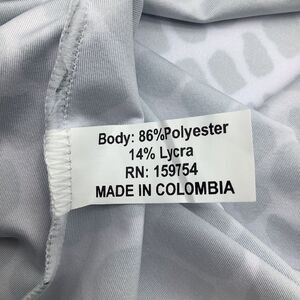 Body: 86%Polyester
14% Lycra
RN: 159754
MADE IN COLOMBIA